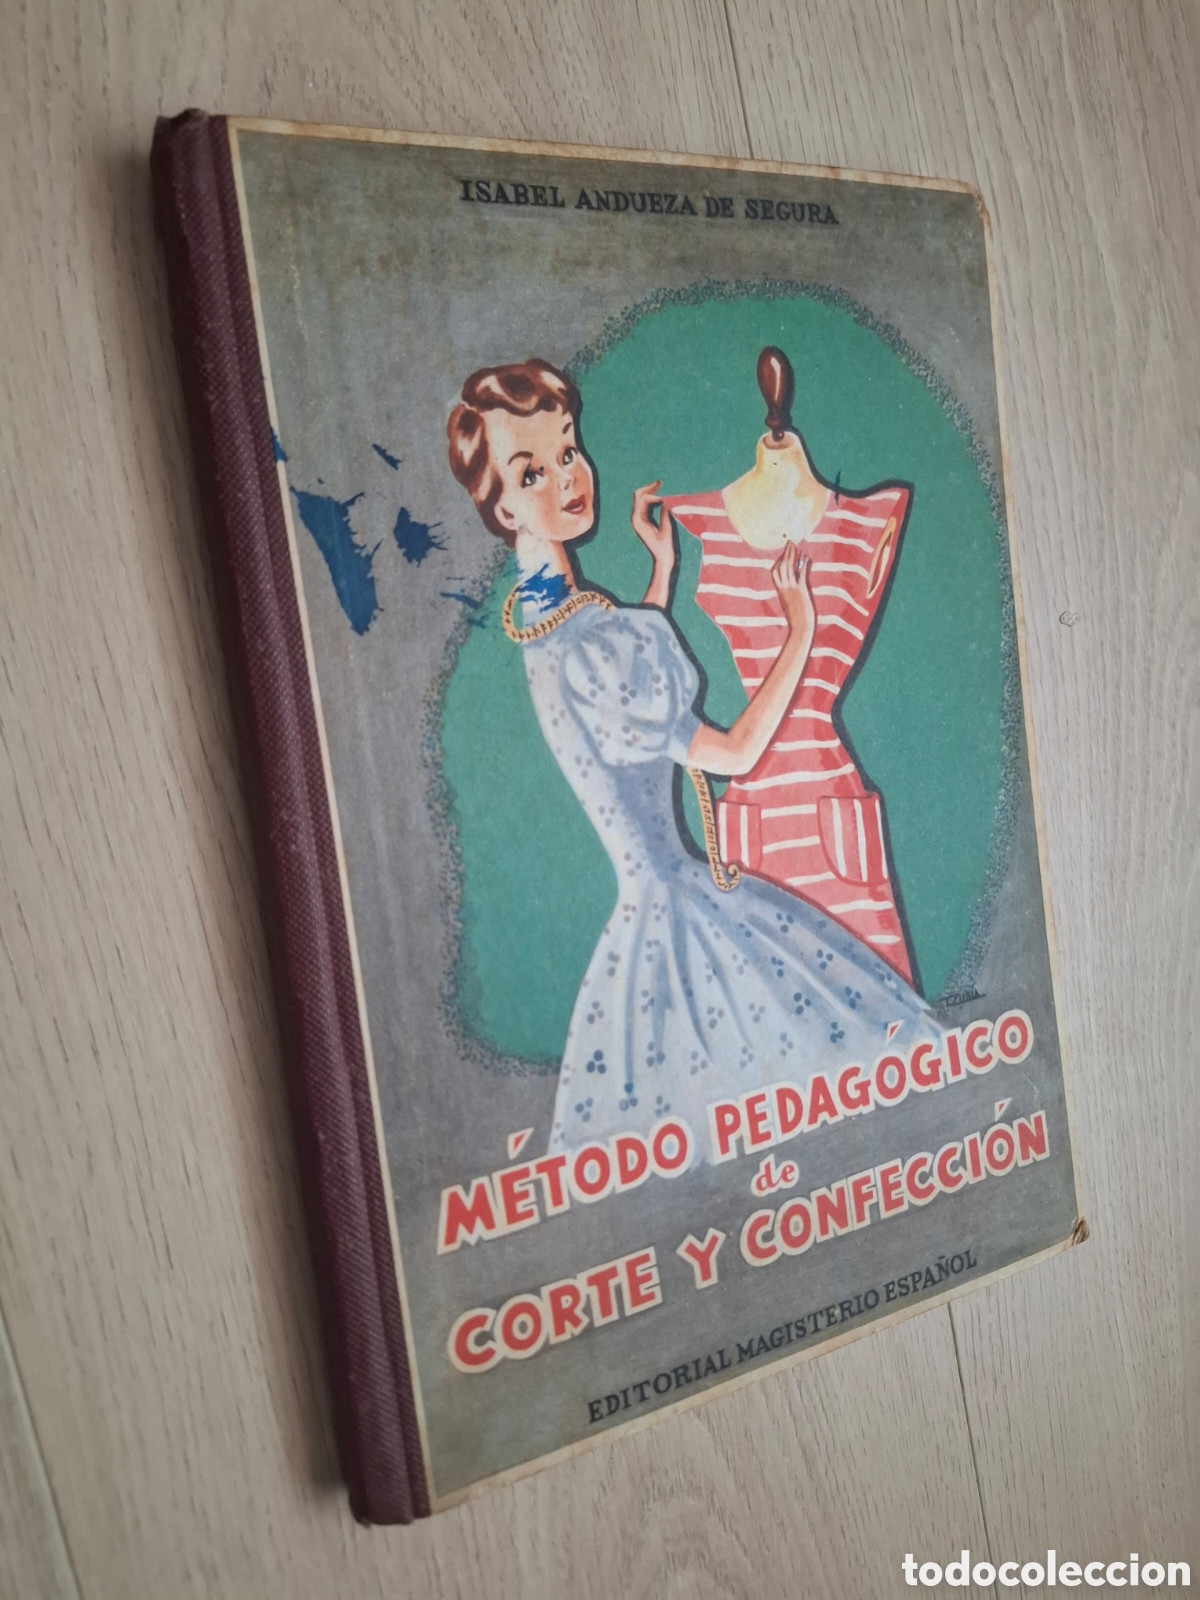 ISABEL ANDUEZA DE SEGURA
MÉTODO PEDAGÓGICO
de
CORTE Y CONFECCIÓN
EDITORIAL MAGISTERIO ESPAÑOL
todocoleccion